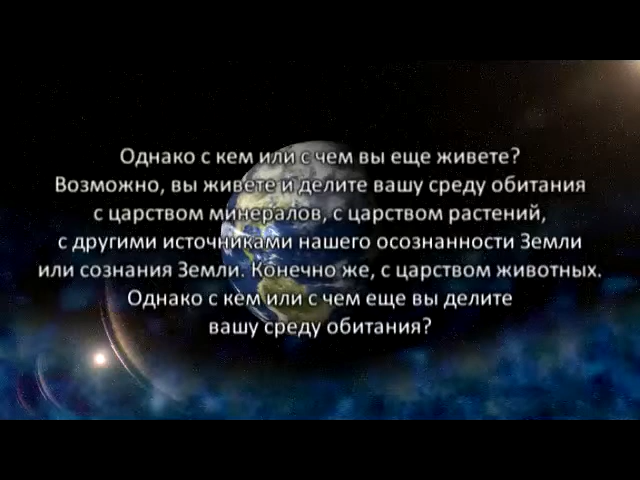 Однако с кем или с чем вы еще живете?
Возможно, вы живете и делите вашу среду обитания
с царством минералов, с царством растений,
с другими источниками нашего осознанности Земли
или сознания Земли. Конечно же, с царством животных.
Однако с кем или с чем еще вы делите
вашу среду обитания?